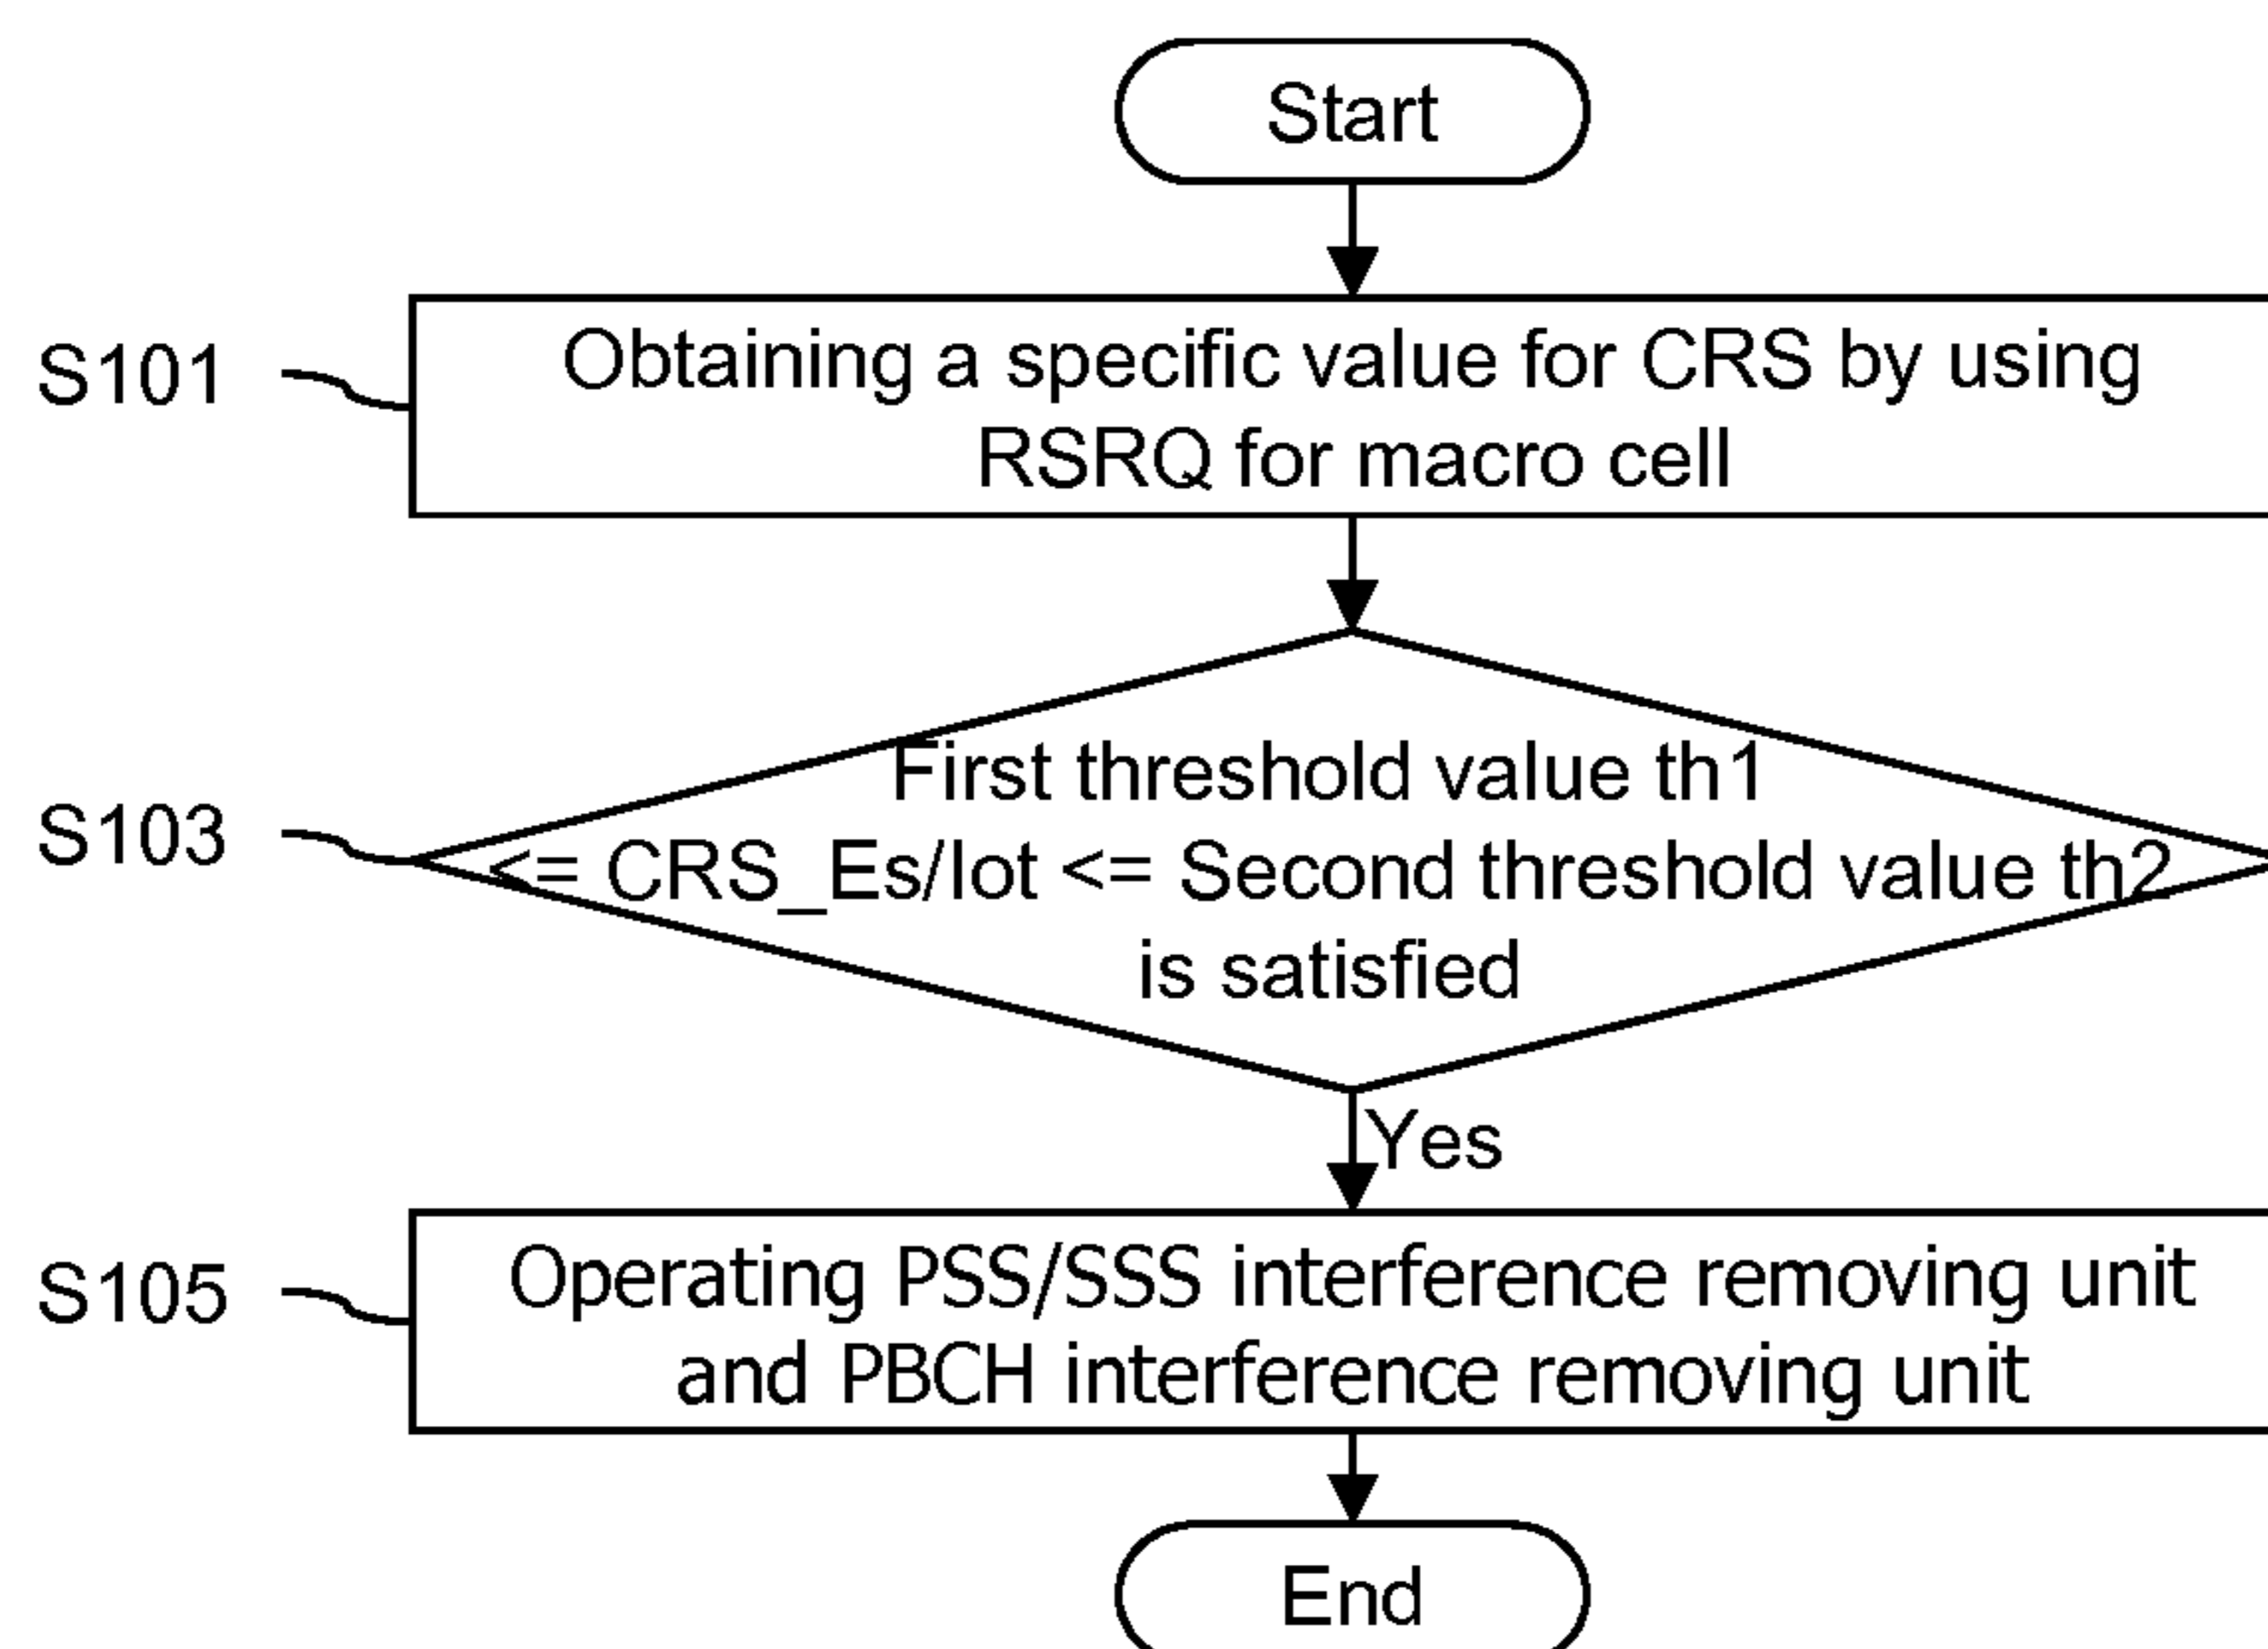 Start
S101
Obtaining a specific value for CRS by using
RSRQ for macro cell
First threshold value th1
S103
<= CRS_Es/Iot <= Second threshold value th2
is satisfied
Yes
S105
Operating PSS/SSS interference removing unit
and PBCH interference removing unit
End